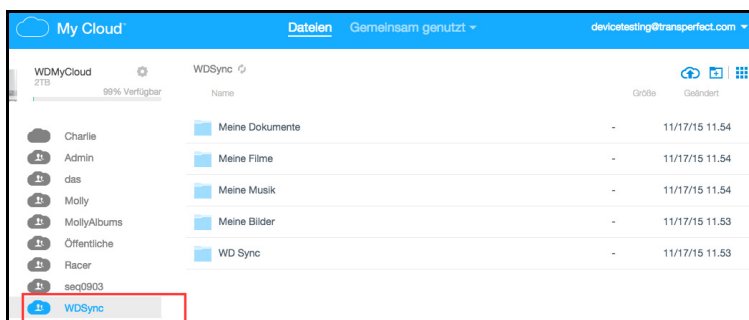 My Cloud™
Dateien Gemeinsam genutzt
devicetesting@transperfect.com
WDMyCloud
2TB
99% Verfügbar
Charlie
Admin
das
Molly
MollyAlbums
Öffentliche
Racer
seq0903
WDSync
WDSync
Name Größe Geändert
Meine Dokumente - 11/17/15 11.54
Meine Filme - 11/17/15 11.54
Meine Musik - 11/17/15 11.54
Meine Bilder - 11/17/15 11.53
WD Sync - 11/17/15 11.53